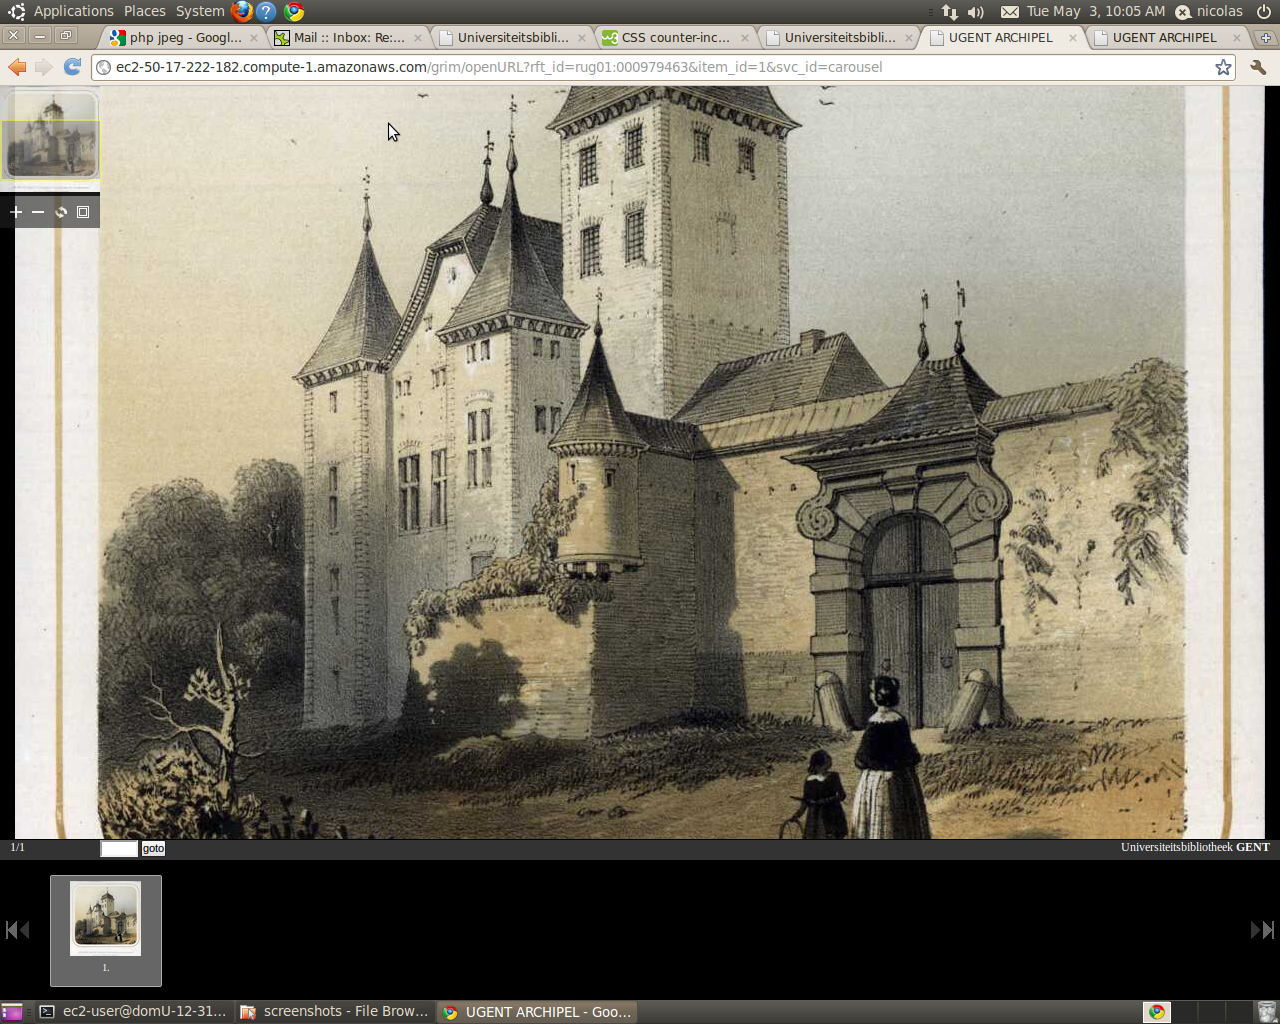 Applications Places System
Tue May 3, 10:05 AM nicolas
php jpeg - Googl...
Mail :: Inbox: Re:...
Universiteitsbibli...
CSS counter-inc...
Universiteitsbibli...
UGENT ARCHIPEL
UGENT ARCHIPEL
ec2-50-17-222-182.compute-1.amazonaws.com/grim/openURL?rft_id=rug01:000979463&item_id=1&svc_id=carousel
1/1
goto
Universiteitsbibliotheek GENT
1.
ec2-user@domU-12-31...
screenshots - File Brow...
UGENT ARCHIPEL - Goo...